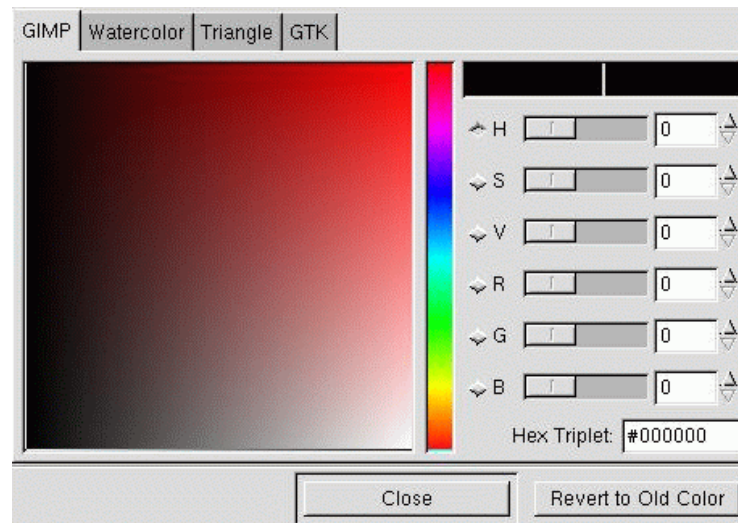 GIMP Watercolor Triangle GTK
H 0
S 0
V 0
R 0
G 0
B 0
Hex Triplet: #000000
Close Revert to Old Color